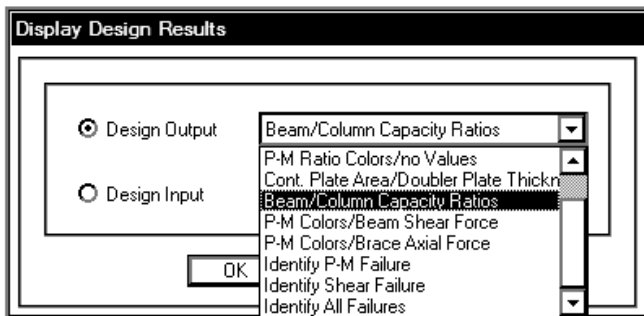 Display Design Results
Design Output
Beam/Column Capacity Ratios
P-M Ratio Colors/no Values
Cont. Plate Area/Doubler Plate Thickn
Design Input
Beam/Column Capacity Ratios
P-M Colors/Beam Shear Force
P-M Colors/Brace Axial Force
OK
Identify P-M Failure
Identify Shear Failure
Identify All Failures